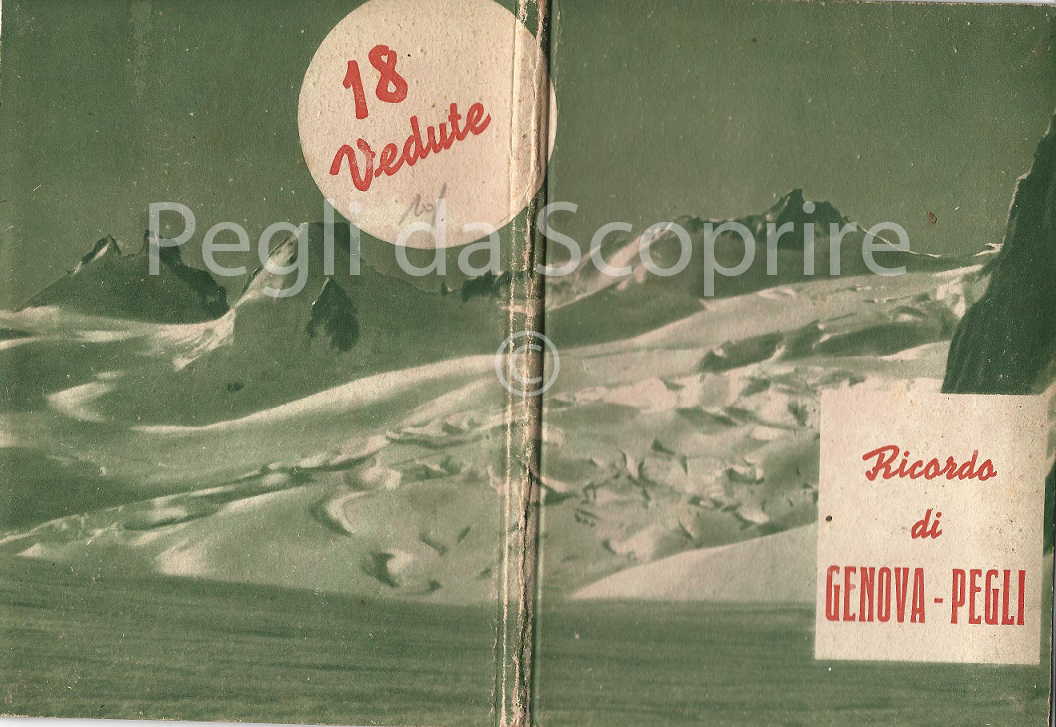 18
Vedute
Pegli da Scoprire
©
Ricordo
di
GENOVA - PEGLI